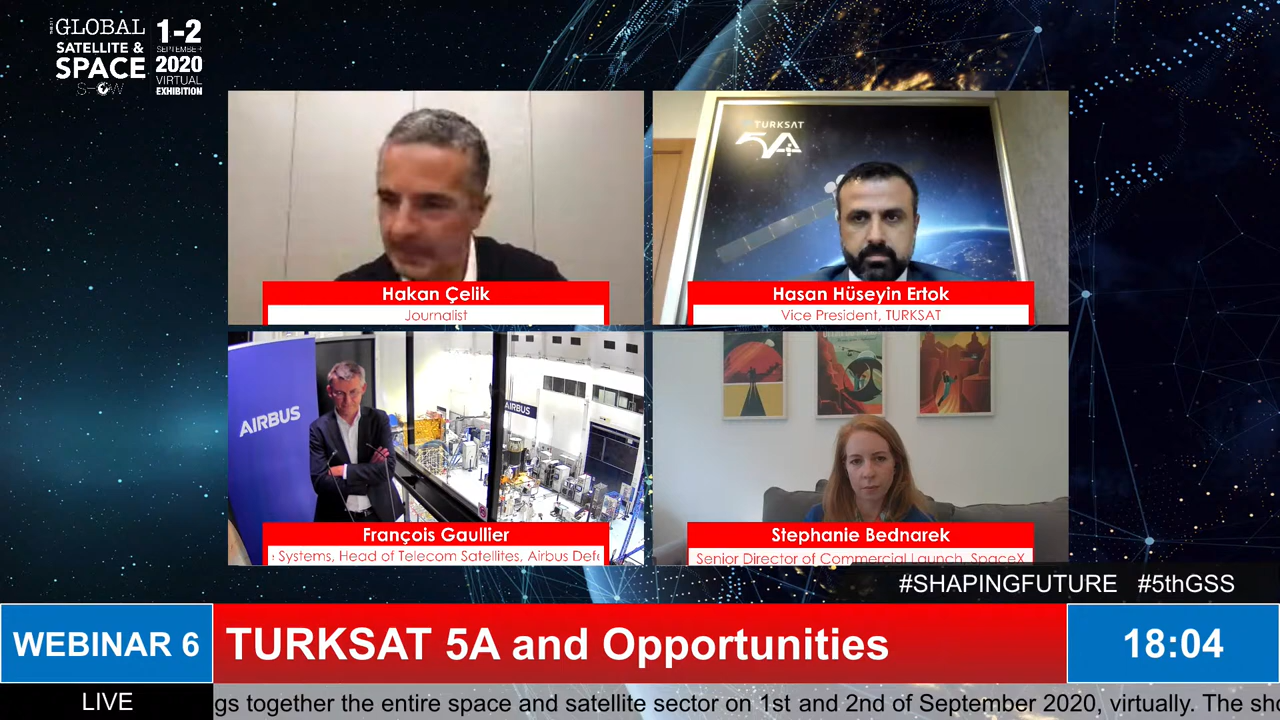 GLOBAL
SATELLITE &
SPACE
SHOW
1-2
SEPTEMBER
2020
VIRTUAL
EXHIBITION
TURKSAT
5A
Hakan Çelik
Journalist
Hasan Hüseyin Ertok
Vice President, TURKSAT
AIRBUS
AIRBUS
François Gaullier
Systems, Head of Telecom Satellites, Airbus Defe
Stephanie Bednarek
Senior Director of Commercial Launch, SpaceX
#SHAPINGFUTURE #5thGSS
WEBINAR 6
TURKSAT 5A and Opportunities
18:04
LIVE
gs together the entire space and satellite sector on 1st and 2nd of September 2020, virtually. The sho